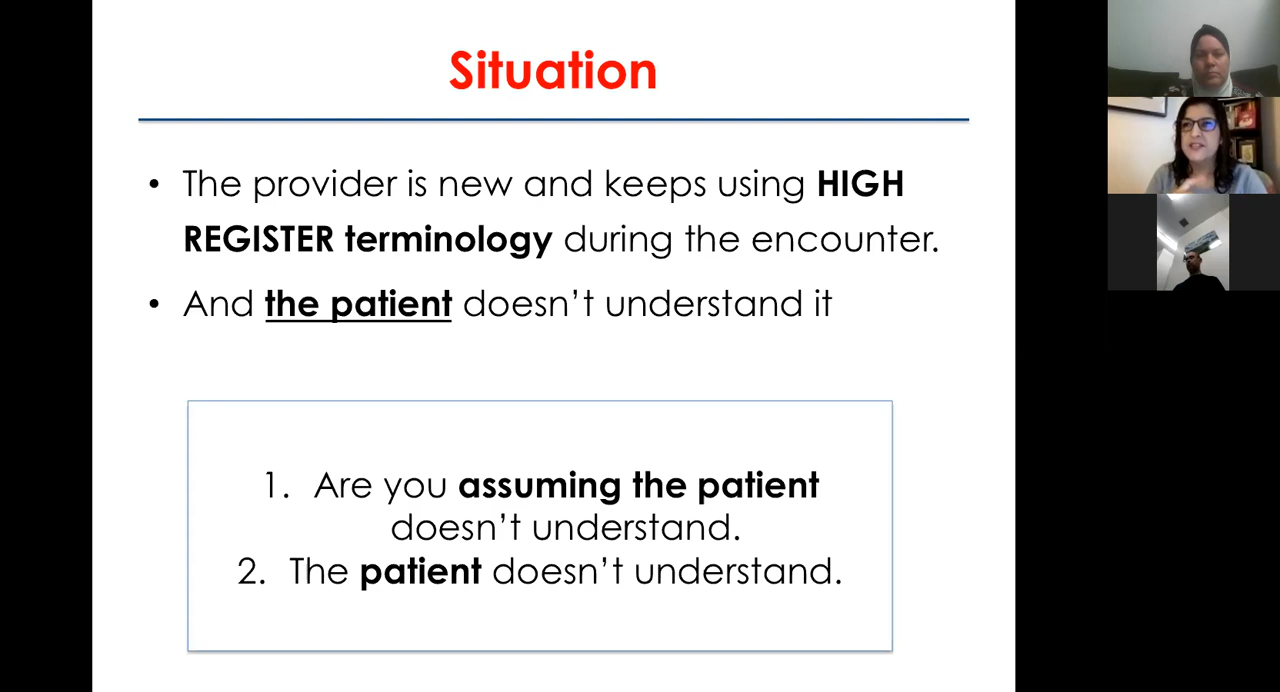 Situation
• The provider is new and keeps using HIGH
REGISTER terminology during the encounter.
• And the patient doesn’t understand it
1. Are you assuming the patient
doesn’t understand.
2. The patient doesn’t understand.